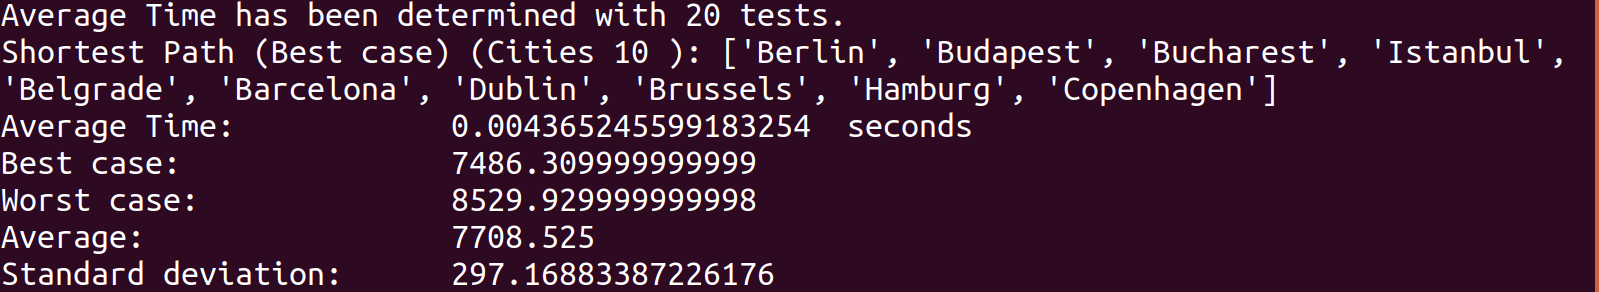 Average Time has been determined with 20 tests.
Shortest Path (Best case) (Cities 10 ): ['Berlin', 'Budapest', 'Bucharest', 'Istanbul',
'Belgrade', 'Barcelona', 'Dublin', 'Brussels', 'Hamburg', 'Copenhagen']
Average Time: 0.004365245599183254 seconds
Best case: 7486.309999999999
Worst case: 8529.929999999998
Average: 7708.525
Standard deviation: 297.16883387226176